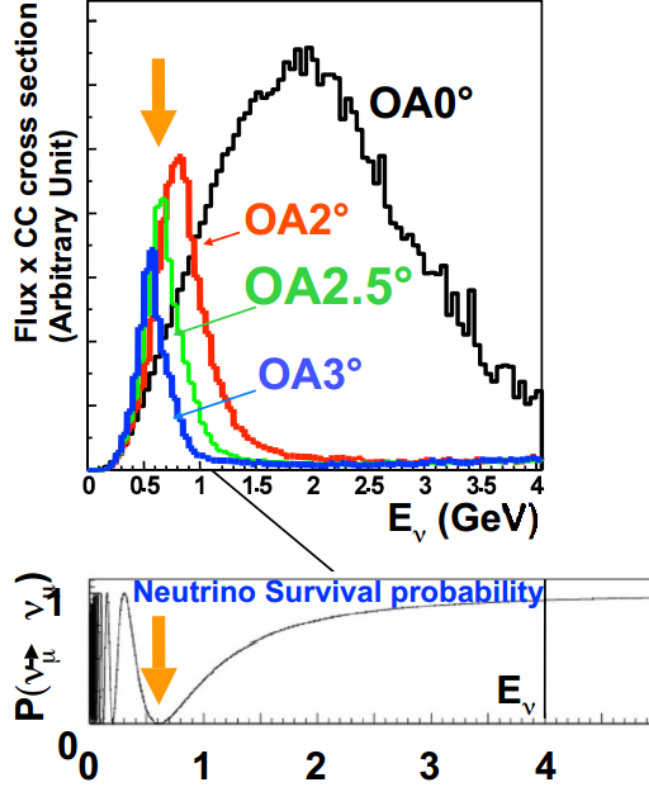 Flux x CC cross section
(Arbitrary Unit)
OA0°
OA2°
OA2.5°
OA3°
0 0.5 1 1.5 2 2.5 3 3.5 4
Eν (GeV)
P(νμ→ νμ)
1
Neutrino Survival probability
Eν
0
0 1 2 3 4